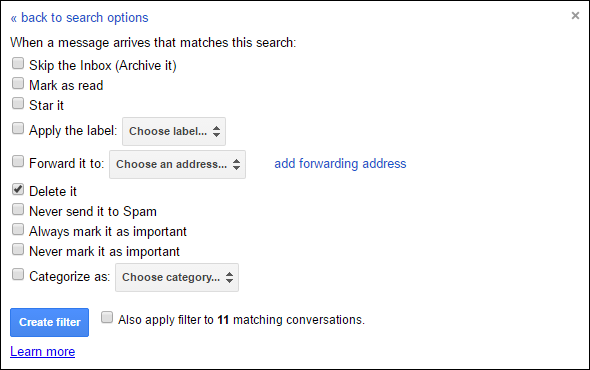 « back to search options ×
When a message arrives that matches this search:
Skip the Inbox (Archive it)
Mark as read
Star it
Apply the label: Choose label...
Forward it to: Choose an address... add forwarding address
Delete it
Never send it to Spam
Always mark it as important
Never mark it as important
Categorize as: Choose category...
Create filter Also apply filter to 11 matching conversations.
Learn more